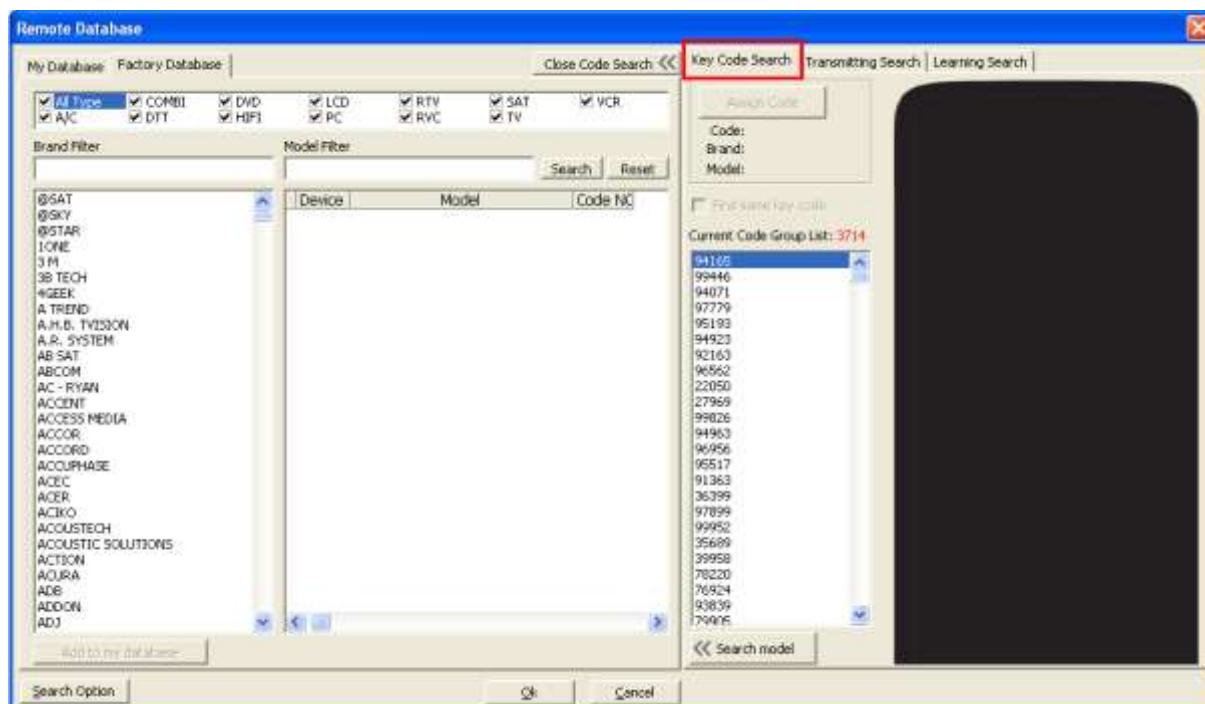 Remote Database
My Database Factory Database Close Code Search Key Code Search Transmitting Search Learning Search
All Type COMBI DVD LCD RTV SAT VCR
A/C DTT HIFI PC RVC TV
Brand Filter Model Filter
Search Reset
Device Model Code NO
@SAT
@SKY
@STAR
1ONE
3 M
3B TECH
4GEEK
A TREND
A.H.B. TVISION
A.R. SYSTEM
AB SAT
ABCOM
AC - RYAN
ACCENT
ACCESS MEDIA
ACCOR
ACCORD
ACCUPHASE
ACEC
ACER
ACIKO
ACOUSTECH
ACOUSTIC SOLUTIONS
ACTION
ACURA
ADB
ADDON
ADJ
Add to my database
Search Option Ok Cancel
Assign Code
Code:
Brand:
Model:
Find same key code
Current Code Group List: 3714
94165
99446
94071
97779
95193
94923
92163
96562
22050
27969
99826
94963
96956
95517
91363
36399
97899
99952
35689
39958
78220
76924
93839
79905
Search model